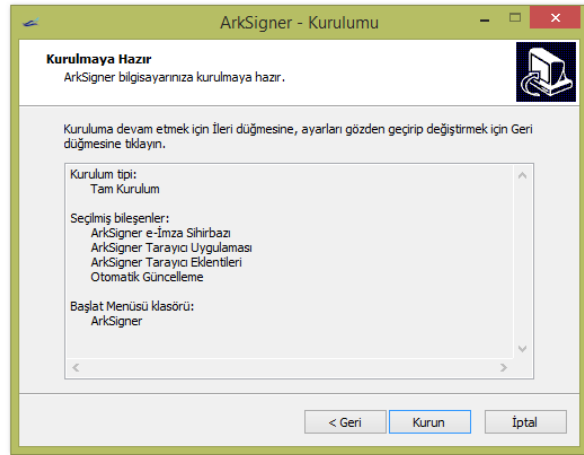 ArkSigner - Kurulumu
Kurulmaya Hazır
ArkSigner bilgisayarınıza kurulmaya hazır.
Kuruluma devam etmek için İleri düğmesine, ayarları gözden geçirip değiştirmek için Geri
düğmesine tıklayın.
Kurulum tipi:
Tam Kurulum
Seçilmiş bileşenler:
ArkSigner e-İmza Sihirbazı
ArkSigner Tarayıcı Uygulaması
ArkSigner Tarayıcı Eklentileri
Otomatik Güncelleme
Başlat Menüsü klasörü:
ArkSigner
< Geri
Kurun
İptal